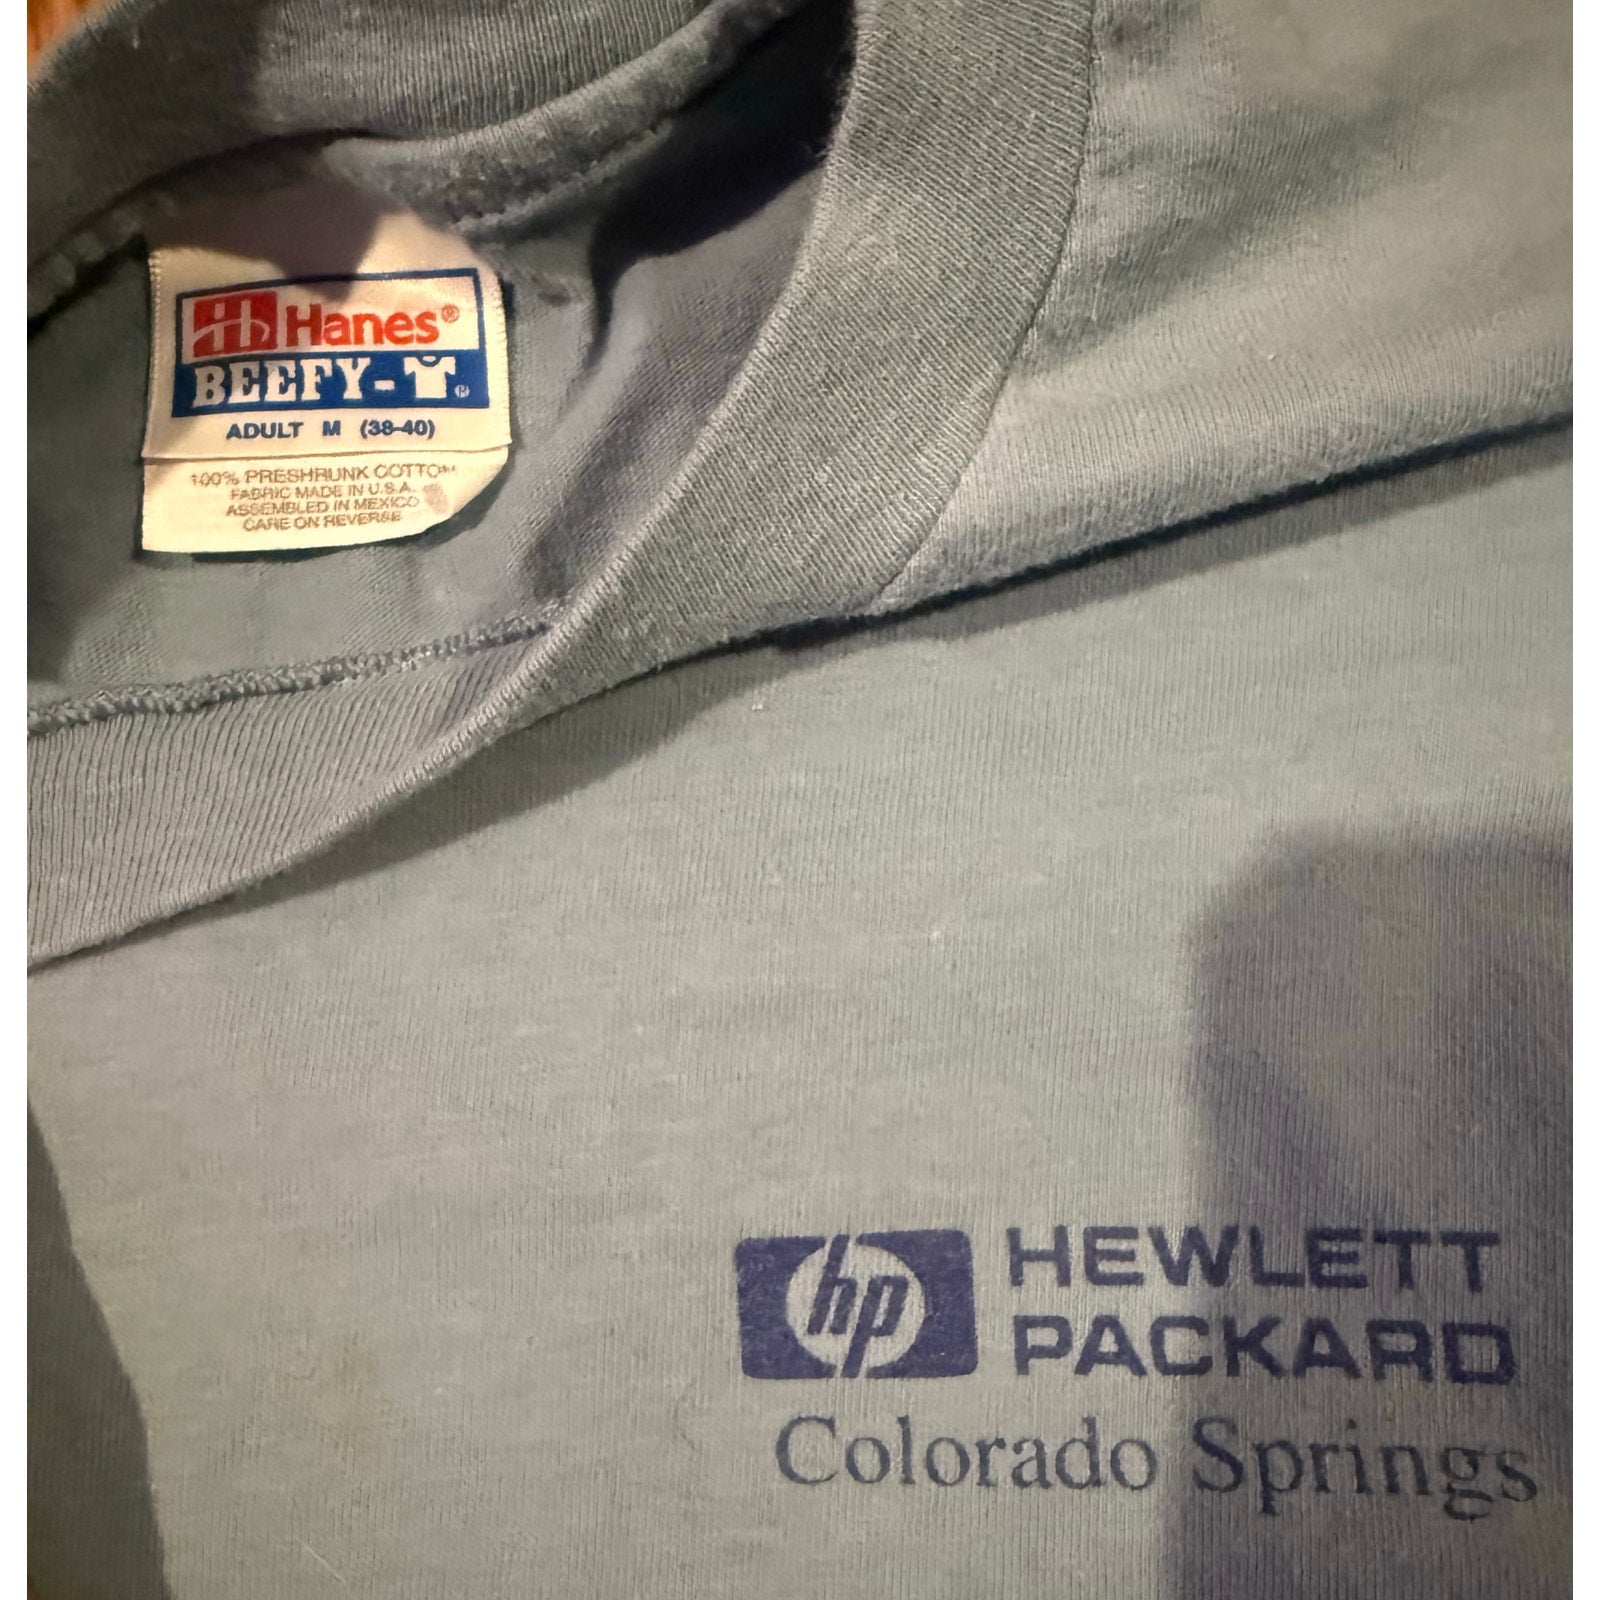 Hanes®
BEEFY-T®
ADULT M (38-40)
100% PRESHRUNK COTTON
FABRIC MADE IN U.S.A.
ASSEMBLED IN MEXICO
CARE ON REVERSE
hp HEWLETT
PACKARD
Colorado Springs